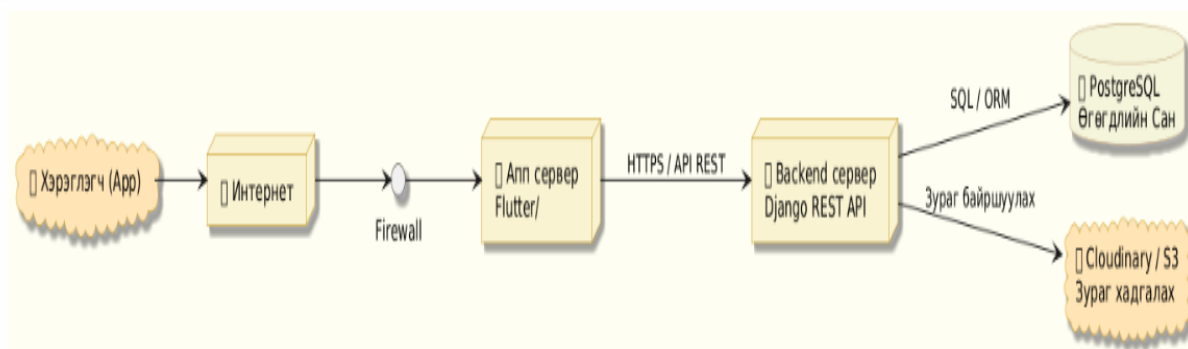 Хэрэглэгч (App)
Интернет
Firewall
Апп сервер
Flutter/
HTTPS / API REST
Backend сервер
Django REST API
SQL / ORM
PostgreSQL
Өгөгдлийн Сан
Зураг байршуулах
Cloudinary / S3
Зураг хадгалах